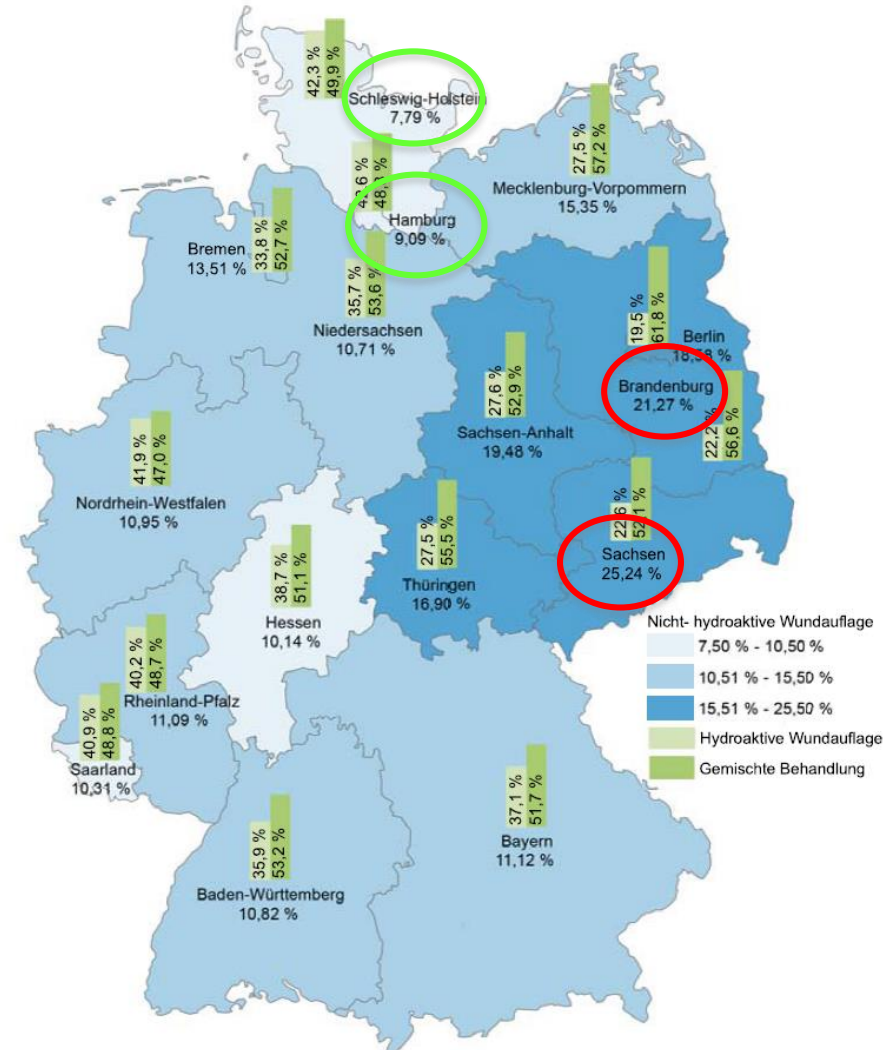 42,3 %
49,9 %
Schleswig-Holstein
7,79 %
27,5 %
57,2 %
Mecklenburg-Vorpommern
15,35 %
Hamburg
9,09 %
33,8 %
52,7 %
Bremen
13,51 %
35,7 %
53,6 %
Niedersachsen
10,71 %
19,5 %
61,8 %
Berlin
18,58 %
Brandenburg
21,27 %
22,2 %
56,6 %
27,6 %
52,9 %
Sachsen-Anhalt
19,48 %
41,9 %
47,0 %
Nordrhein-Westfalen
10,95 %
22,6 %
52,1 %
Sachsen
25,24 %
27,5 %
55,5 %
Thüringen
16,90 %
38,7 %
51,1 %
Hessen
10,14 %
40,2 %
48,7 %
Rheinland-Pfalz
11,09 %
40,9 %
48,8 %
Saarland
10,31 %
37,1 %
51,7 %
Bayern
11,12 %
35,9 %
53,2 %
Baden-Württemberg
10,82 %
Nicht- hydroaktive Wundauflage
7,50 % - 10,50 %
10,51 % - 15,50 %
15,51 % - 25,50 %
Hydroaktive Wundauflage
Gemischte Behandlung